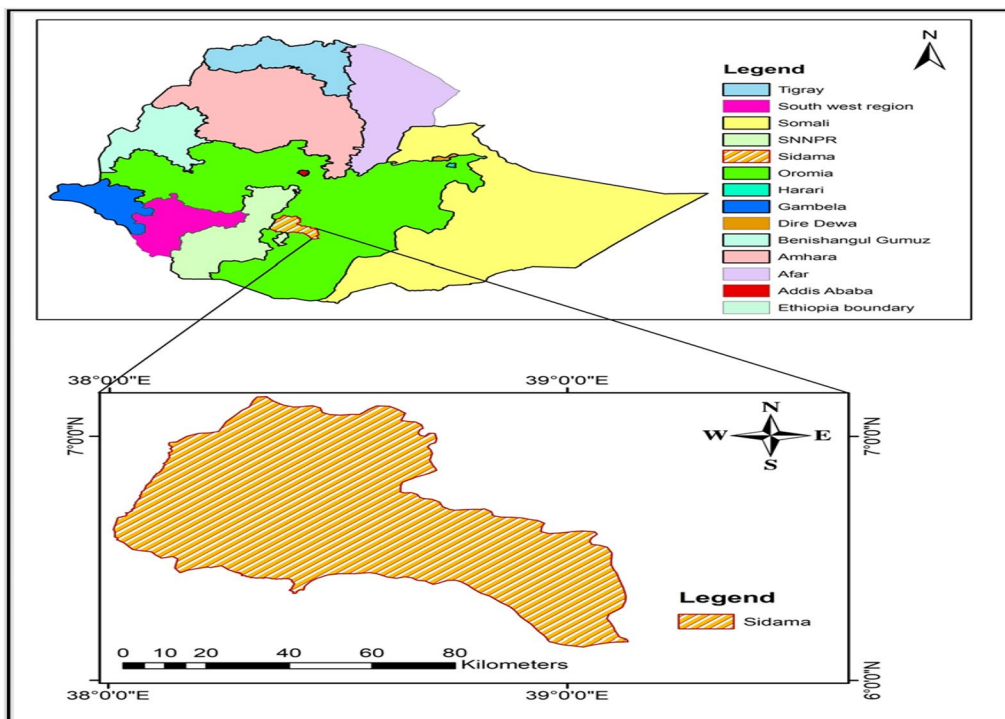 N
Legend
Tigray
South west region
Somali
SNNPR
Sidama
Oromia
Harari
Gambela
Dire Dewa
Benishangul Gumuz
Amhara
Afar
Addis Ababa
Ethiopia boundary
38°0'0"E 39°0'0"E
7°0'0"N 7°0'0"N
N
W E
S
Legend
Sidama
0 10 20 40 60 80
Kilometers
6°0'0"N
38°0'0"E 39°0'0"E